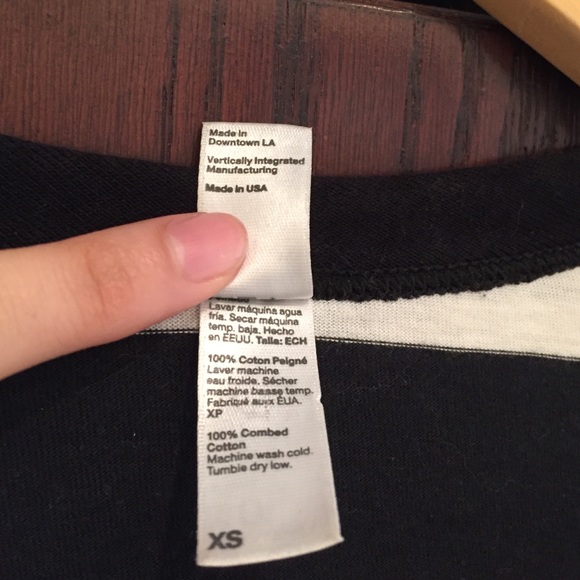 Made in
Downtown LA
Vertically Integrated
Manufacturing
Made in USA
Lavar máquina agua
fria. Secar máquina
temp. baja. Hecho
en EEUU. Talla: ECH
100% Coton Peigné
Laver machine
eau froide. Sécher
machine basse temp.
Fabriqué aux ÉUA.
XP
100% Combed
Cotton
Machine wash cold.
Tumble dry low.
XS